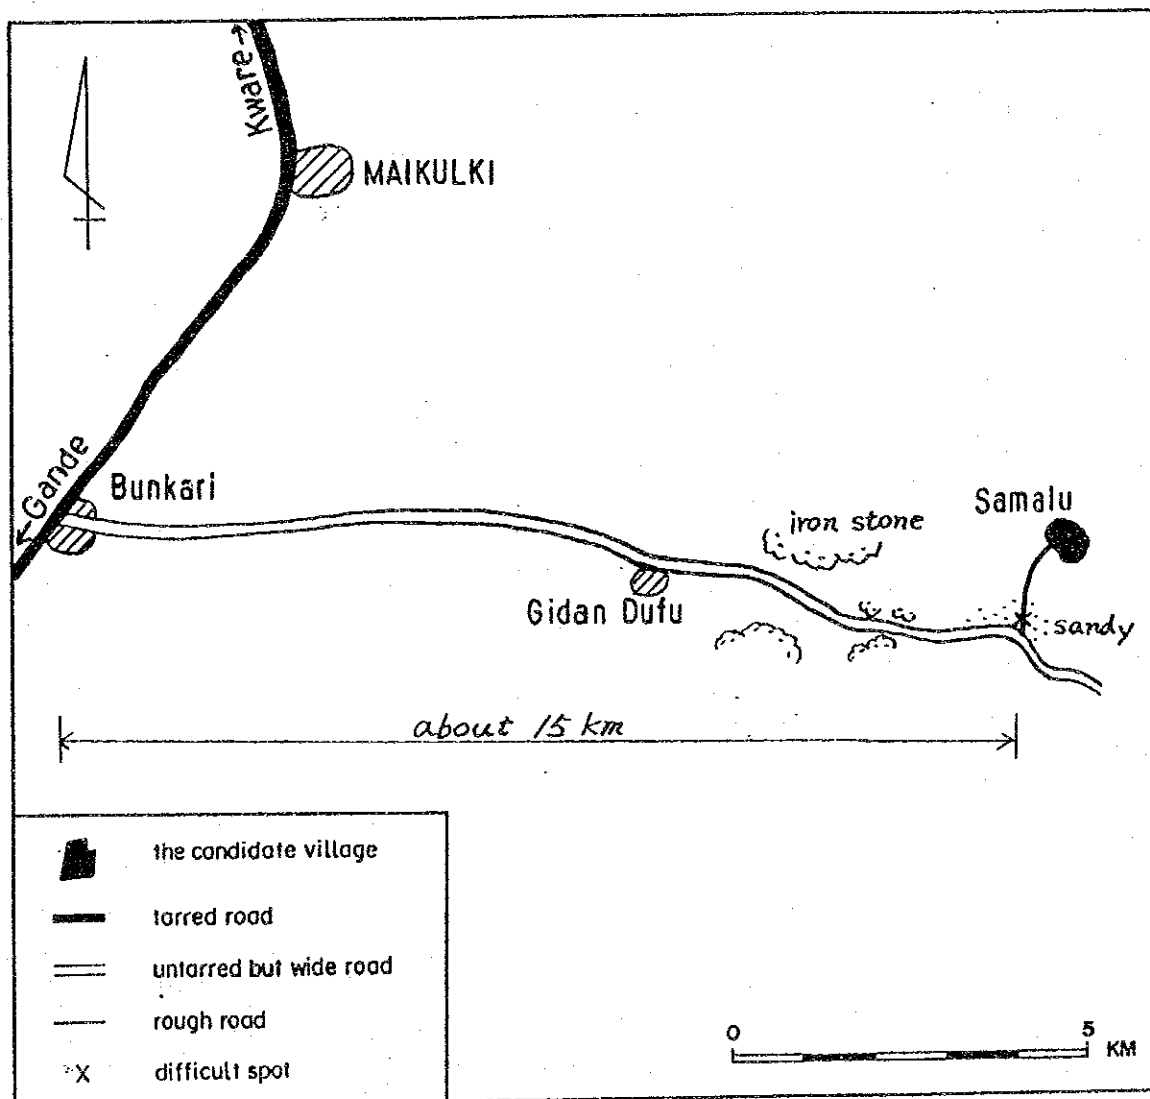 ←Kware→
MAIKULKI
←Gande
Bunkari
iron stone
Samalu
Gidan Dufu
sandy
about 15 km
the candidate village
tarred road
untarred but wide road
rough road
X difficult spot
0 5
KM